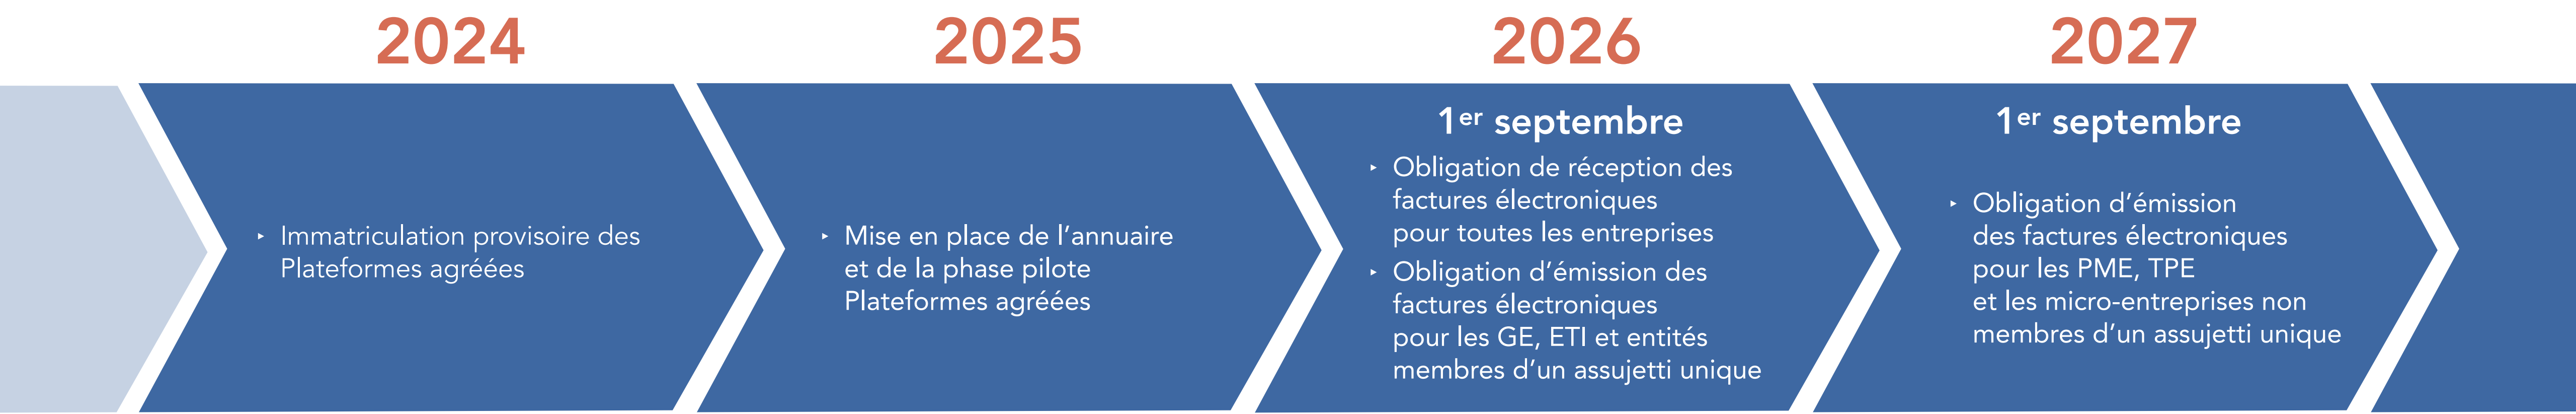 2024
‣ Immatriculation provisoire des
Plateformes agréées
2025
‣ Mise en place de l’annuaire
et de la phase pilote
Plateformes agréées
2026
1er septembre
‣ Obligation de réception des
factures électroniques
pour toutes les entreprises
‣ Obligation d’émission des
factures électroniques
pour les GE, ETI et entités
membres d’un assujetti unique
2027
1er septembre
‣ Obligation d’émission
des factures électroniques
pour les PME, TPE
et les micro-entreprises non
membres d’un assujetti unique